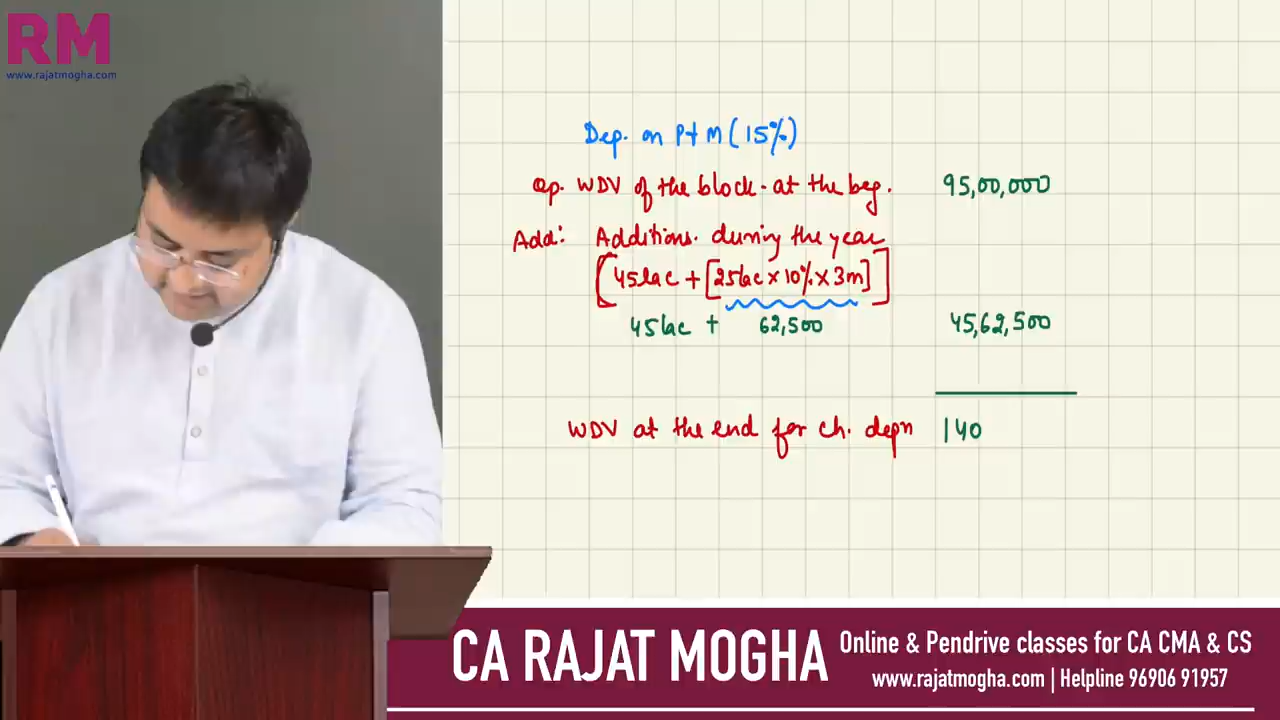 RM
www.rajatmogha.com
Dep. on P+M (15%)
Op. WDV of the block at the beg. 95,00,000
Add: Additions during the year
[45lac + [25lac x 10% x 3m]]
45lac + 62,500 45,62,500
WDV at the end for ch. depn 140
CA RAJAT MOGHA
Online & Pendrive classes for CA CMA & CS
www.rajatmogha.com | Helpline 96906 91957